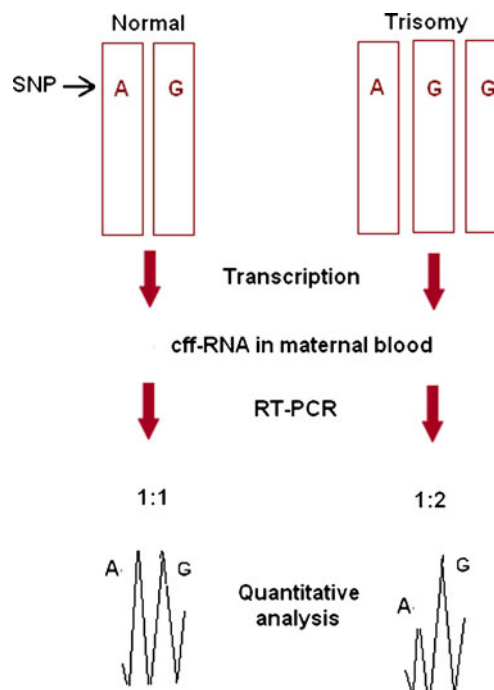 Normal Trisomy
SNP A G A G G
Transcription
cff-RNA in maternal blood
RT-PCR
1:1 1:2
A G Quantitative analysis A G